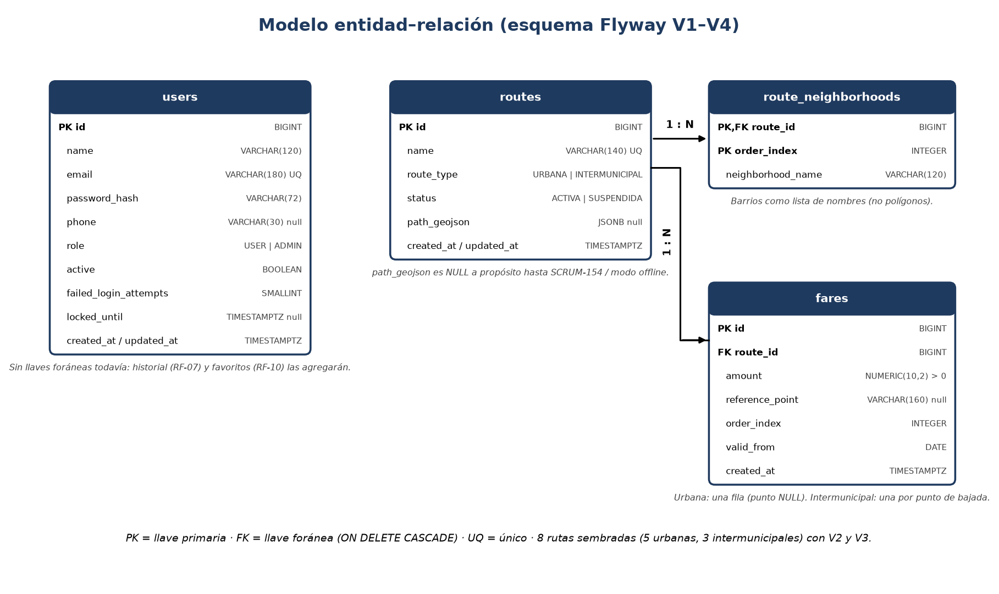 Modelo entidad–relación (esquema Flyway V1–V4)
users
PK id BIGINT
name VARCHAR(120)
email VARCHAR(180) UQ
password_hash VARCHAR(72)
phone VARCHAR(30) null
role USER | ADMIN
active BOOLEAN
failed_login_attempts SMALLINT
locked_until TIMESTAMPTZ null
created_at / updated_at TIMESTAMPTZ
Sin llaves foráneas todavía: historial (RF-07) y favoritos (RF-10) las agregarán.
routes
PK id BIGINT
name VARCHAR(140) UQ
route_type URBANA | INTERMUNICIPAL
status ACTIVA | SUSPENDIDA
path_geojson JSONB null
created_at / updated_at TIMESTAMPTZ
path_geojson es NULL a propósito hasta SCRUM-154 / modo offline.
1 : N
1 : N
route_neighborhoods
PK,FK route_id BIGINT
PK order_index INTEGER
neighborhood_name VARCHAR(120)
Barrios como lista de nombres (no polígonos).
fares
PK id BIGINT
FK route_id BIGINT
amount NUMERIC(10,2) > 0
reference_point VARCHAR(160) null
order_index INTEGER
valid_from DATE
created_at TIMESTAMPTZ
Urbana: una fila (punto NULL). Intermunicipal: una por punto de bajada.
PK = llave primaria · FK = llave foránea (ON DELETE CASCADE) · UQ = único · 8 rutas sembradas (5 urbanas, 3 intermunicipales) con V2 y V3.